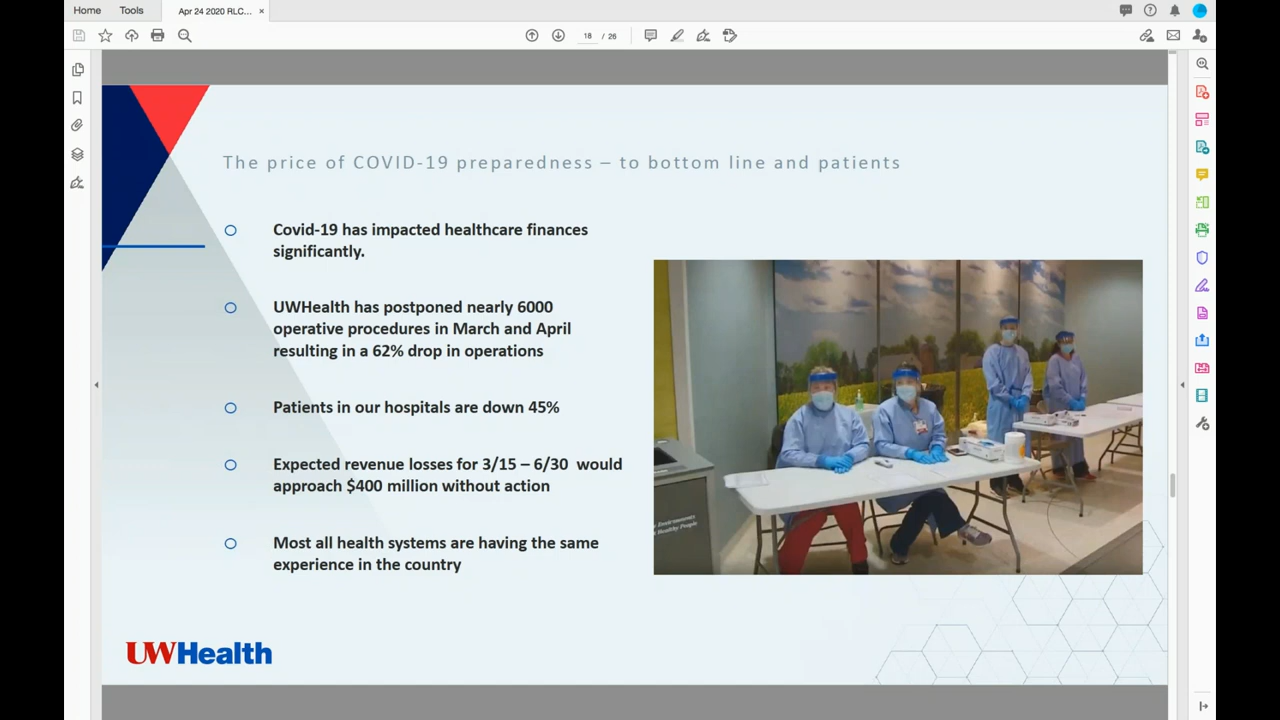 Home
Tools
Apr 24 2020 RLC... ×
18 / 26
The price of COVID-19 preparedness – to bottom line and patients
Covid-19 has impacted healthcare finances
significantly.
UWHealth has postponed nearly 6000
operative procedures in March and April
resulting in a 62% drop in operations
Patients in our hospitals are down 45%
Expected revenue losses for 3/15 – 6/30 would
approach $400 million without action
Most all health systems are having the same
experience in the country
Environments
Healthy People
UWHealth